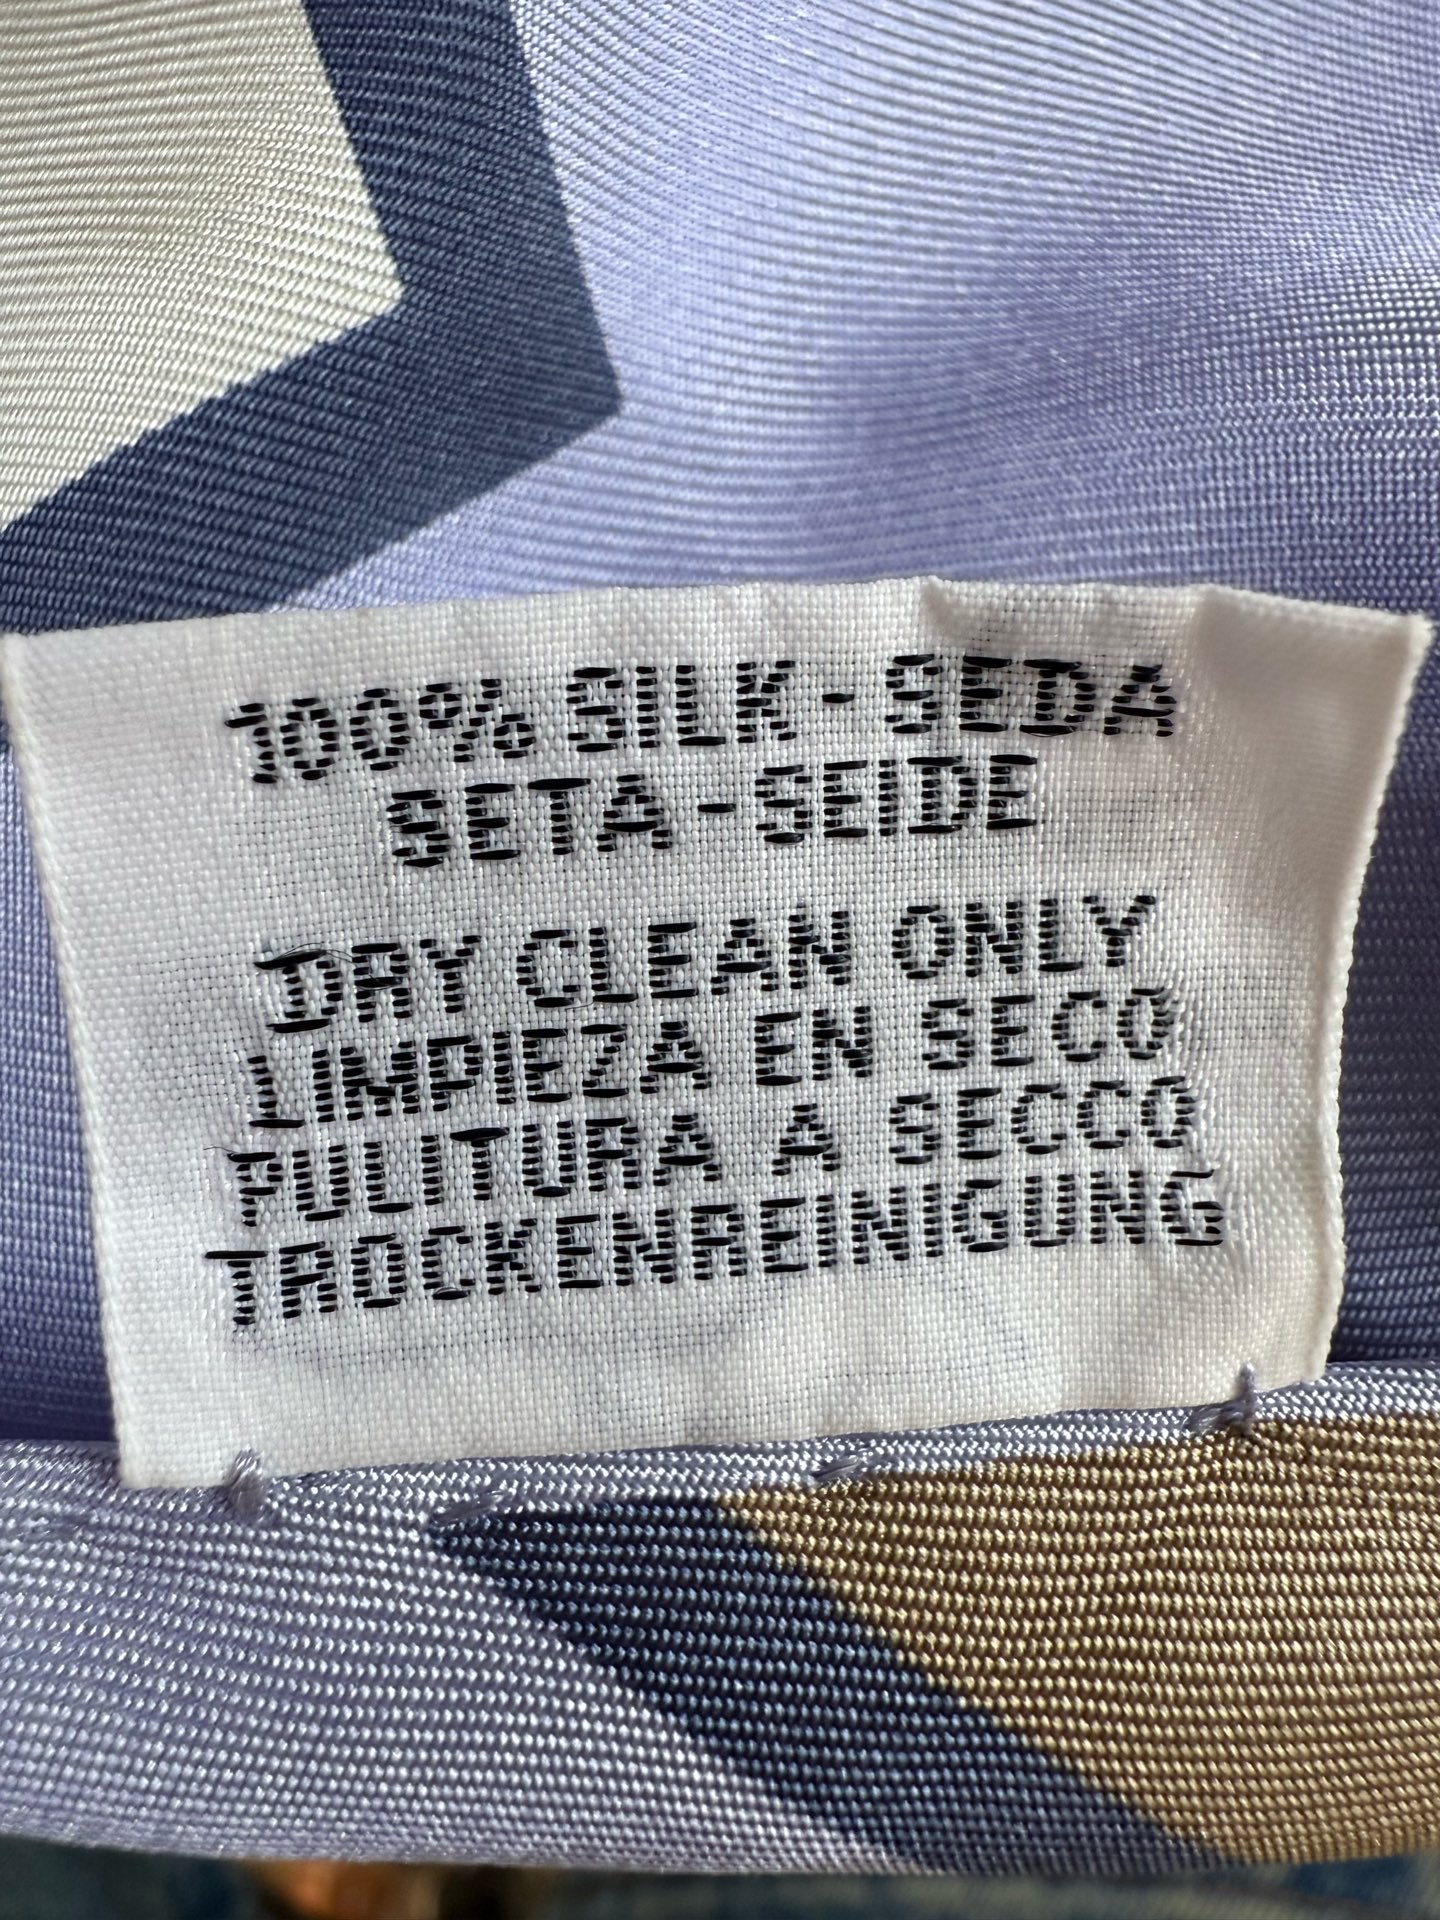 100% SILK - SEDA
SETA - SEIDE
DRY CLEAN ONLY
LIMPIEZA EN SECO
PULITURA A SECCO
TROCKENREINIGUNG